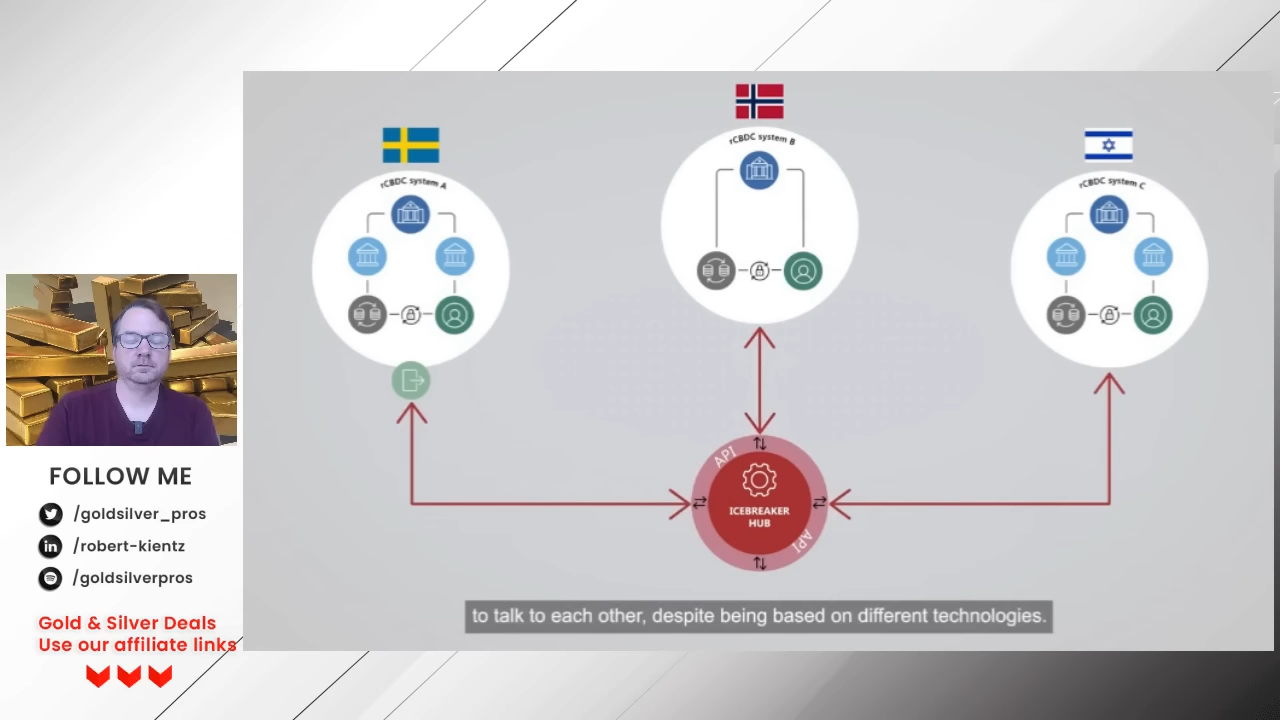 rCBDC system A
rCBDC system B
rCBDC system C
API
ICEBREAKER
HUB
API
to talk to each other, despite being based on different technologies.
FOLLOW ME
/goldsilver_pros
in /robert-kientz
/goldsilverpros
Gold & Silver Deals
Use our affiliate links